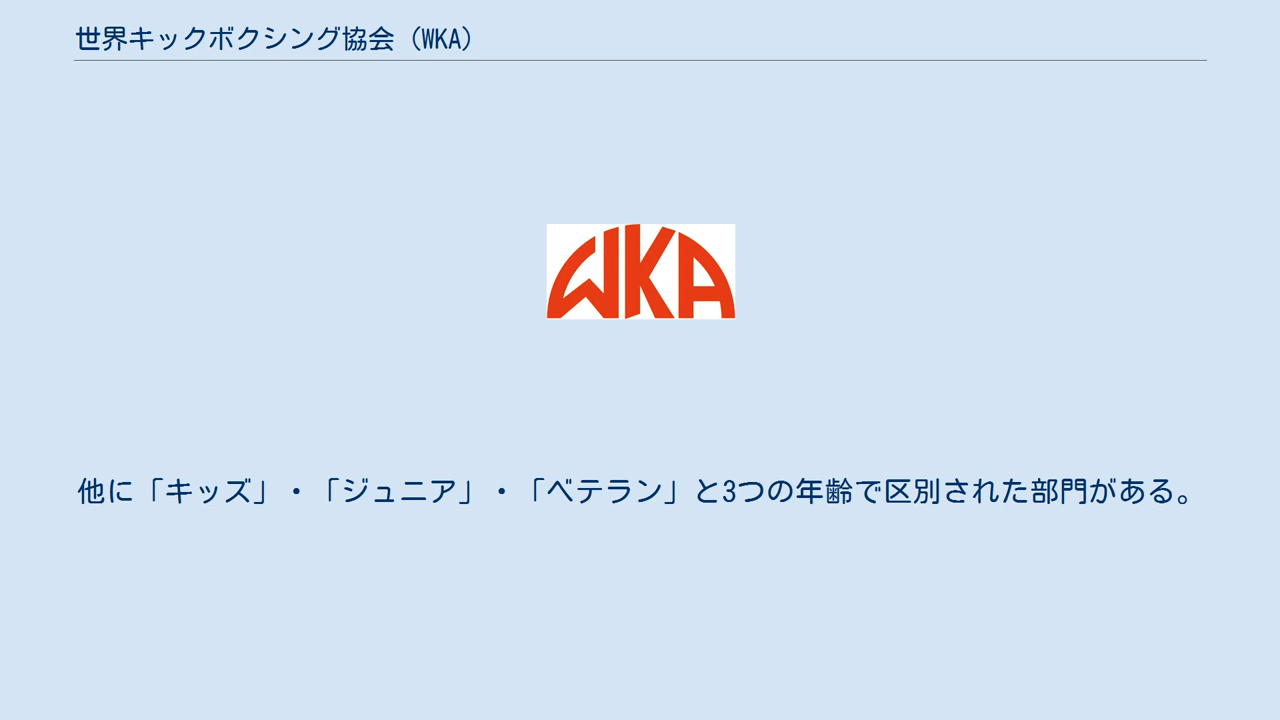 世界キックボクシング協会（WKA）
WKA
他に「キッズ」・「ジュニア」・「ベテラン」と3つの年齢で区別された部門がある。